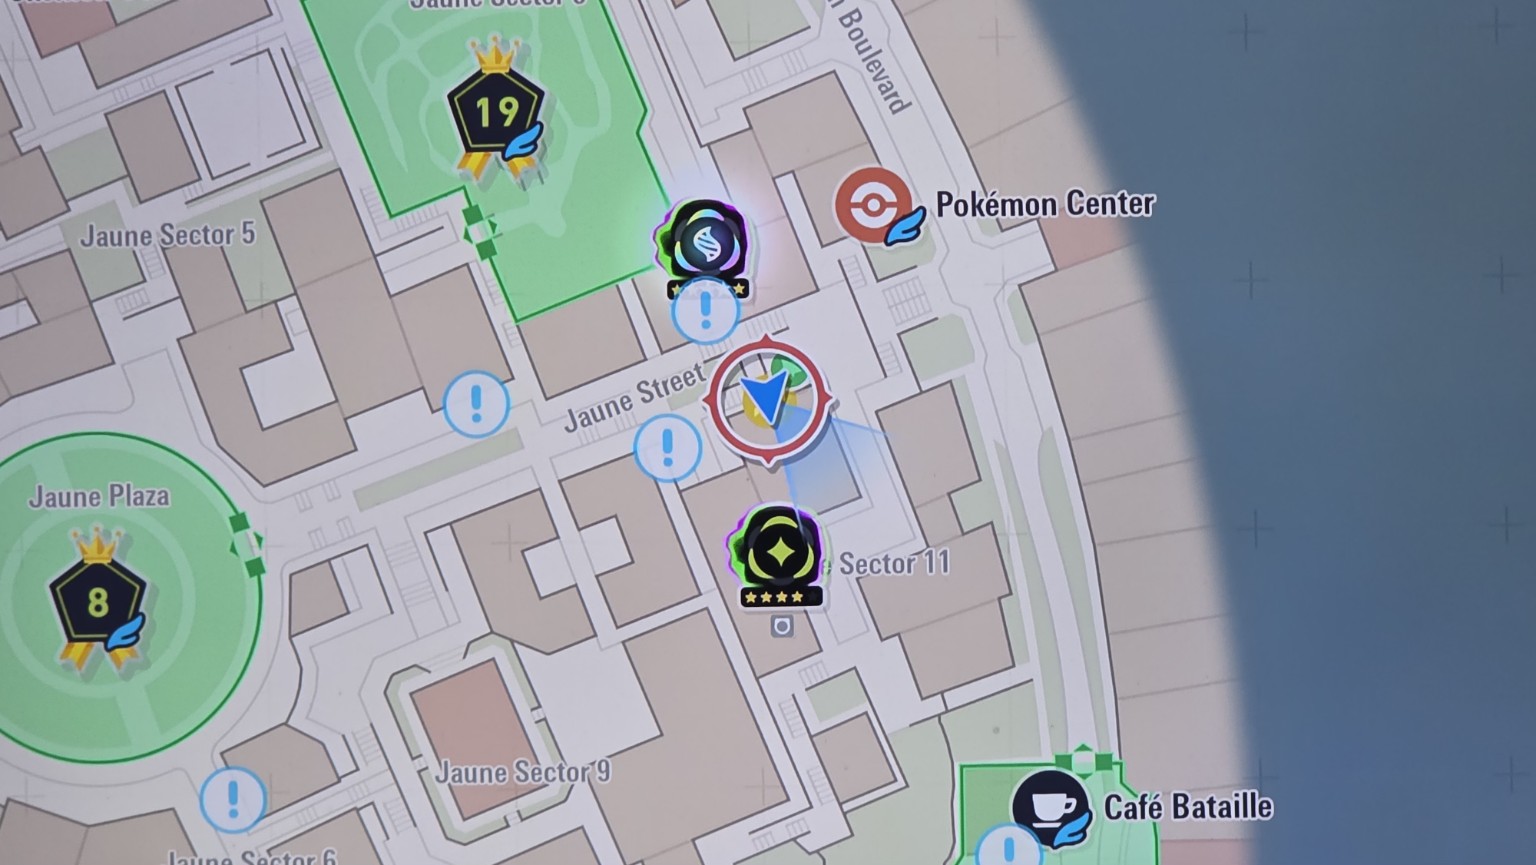 19
Boulevard
Pokémon Center
Jaune Sector 5
Jaune Street
Jaune Plaza
8
Sector 11
Jaune Sector 9
Café Bataille
Jaune Sector 6